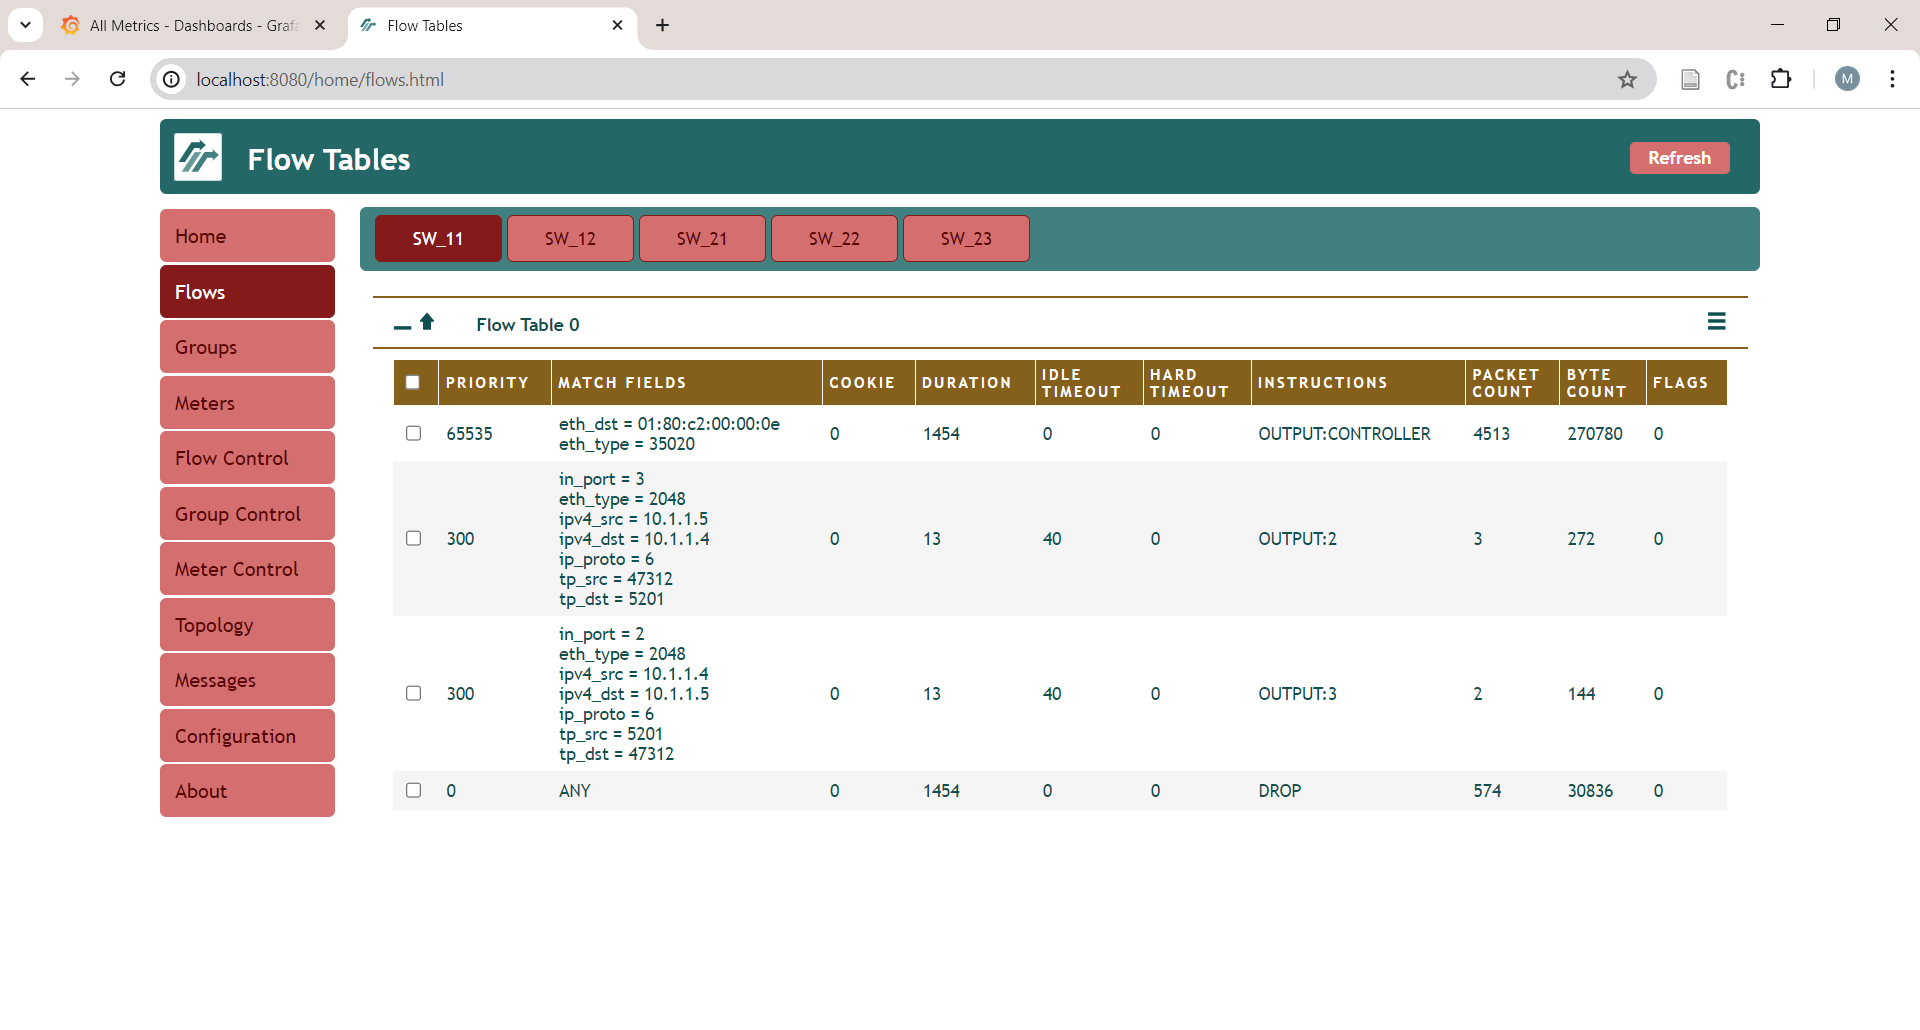 All Metrics - Dashboards - Grafa
Flow Tables
localhost:8080/home/flows.html
M
Flow Tables
Refresh
Home
Flows
Groups
Meters
Flow Control
Group Control
Meter Control
Topology
Messages
Configuration
About
SW_11 SW_12 SW_21 SW_22 SW_23
Flow Table 0
PRIORITY MATCH FIELDS COOKIE DURATION IDLE TIMEOUT HARD TIMEOUT INSTRUCTIONS PACKET COUNT BYTE COUNT FLAGS
65535 eth_dst = 01:80:c2:00:00:0e 0 1454 0 0 OUTPUT:CONTROLLER 4513 270780 0
eth_type = 35020
in_port = 3
eth_type = 2048
ipv4_src = 10.1.1.5
300 ipv4_dst = 10.1.1.4 0 13 40 0 OUTPUT:2 3 272 0
ip_proto = 6
tp_src = 47312
tp_dst = 5201
in_port = 2
eth_type = 2048
ipv4_src = 10.1.1.4
300 ipv4_dst = 10.1.1.5 0 13 40 0 OUTPUT:3 2 144 0
ip_proto = 6
tp_src = 5201
tp_dst = 47312
0 ANY 0 1454 0 0 DROP 574 30836 0